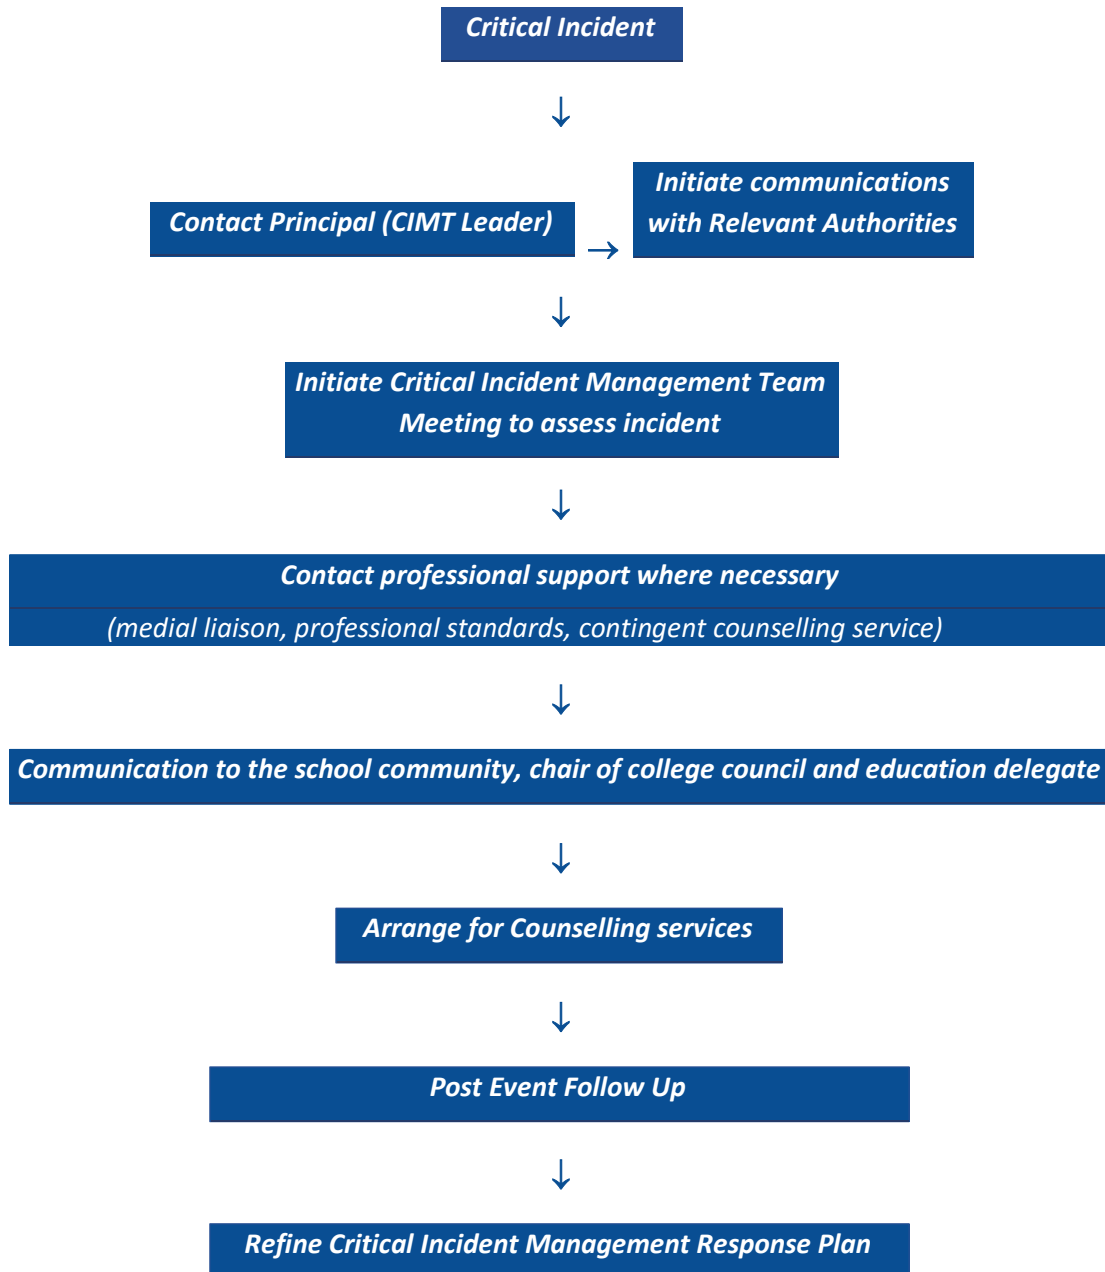 Critical Incident
Contact Principal (CIMT Leader)
Initiate communications
with Relevant Authorities
Initiate Critical Incident Management Team
Meeting to assess incident
Contact professional support where necessary
(medial liaison, professional standards, contingent counselling service)
Communication to the school community, chair of college council and education delegate
Arrange for Counselling services
Post Event Follow Up
Refine Critical Incident Management Response Plan